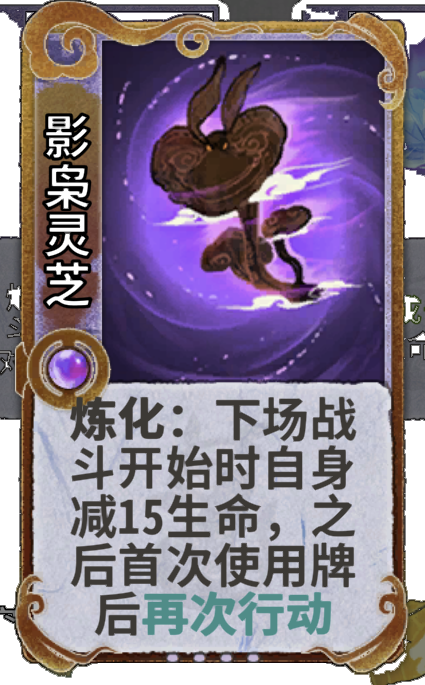 影枭灵芝
炼化：下场战
斗开始时自身
减15生命，之
后首次使用牌
后再次行动